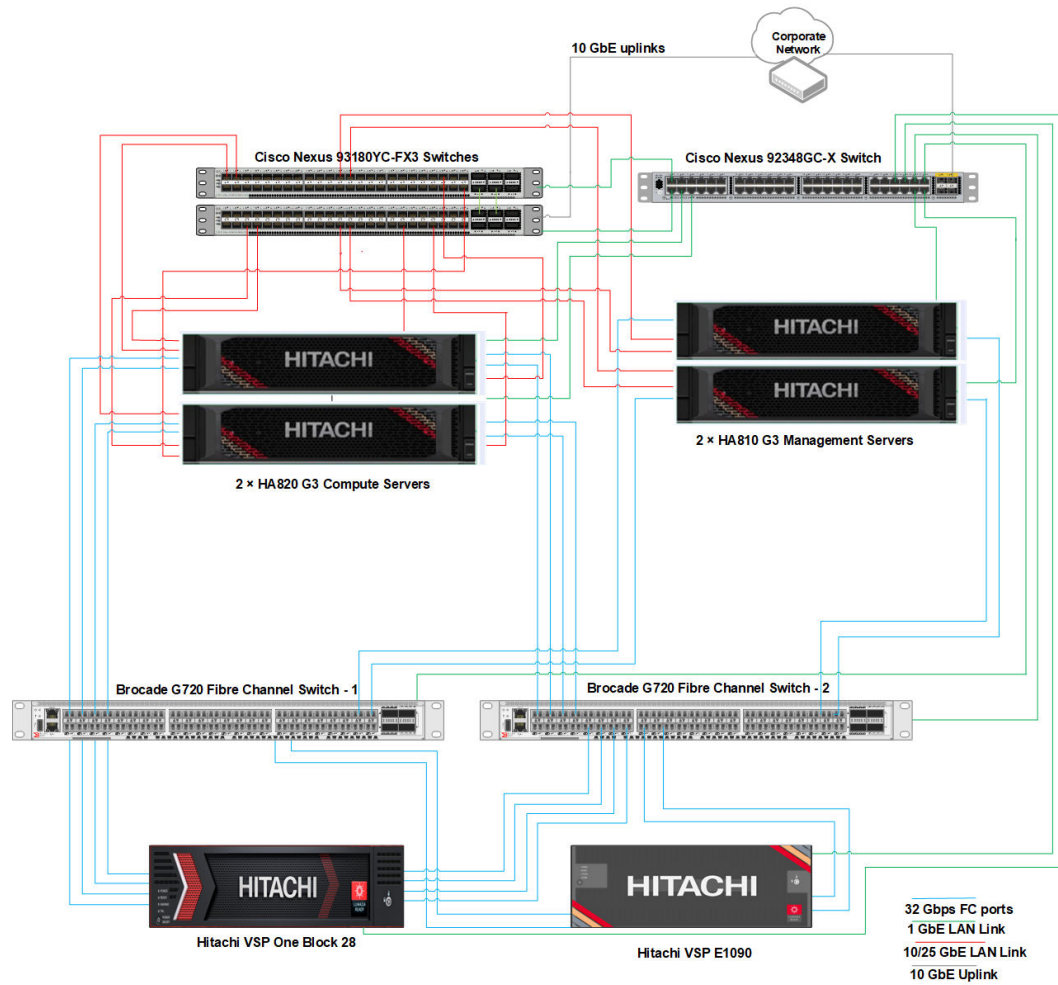 Corporate
Network
10 GbE uplinks
Cisco Nexus 93180YC-FX3 Switches
Cisco Nexus 92348GC-X Switch
HITACHI
HITACHI
2 × HA820 G3 Compute Servers
HITACHI
HITACHI
2 × HA810 G3 Management Servers
Brocade G720 Fibre Channel Switch - 1
Brocade G720 Fibre Channel Switch - 2
HITACHI
Hitachi VSP One Block 28
HITACHI
Hitachi VSP E1090
32 Gbps FC ports
1 GbE LAN Link
10/25 GbE LAN Link
10 GbE Uplink